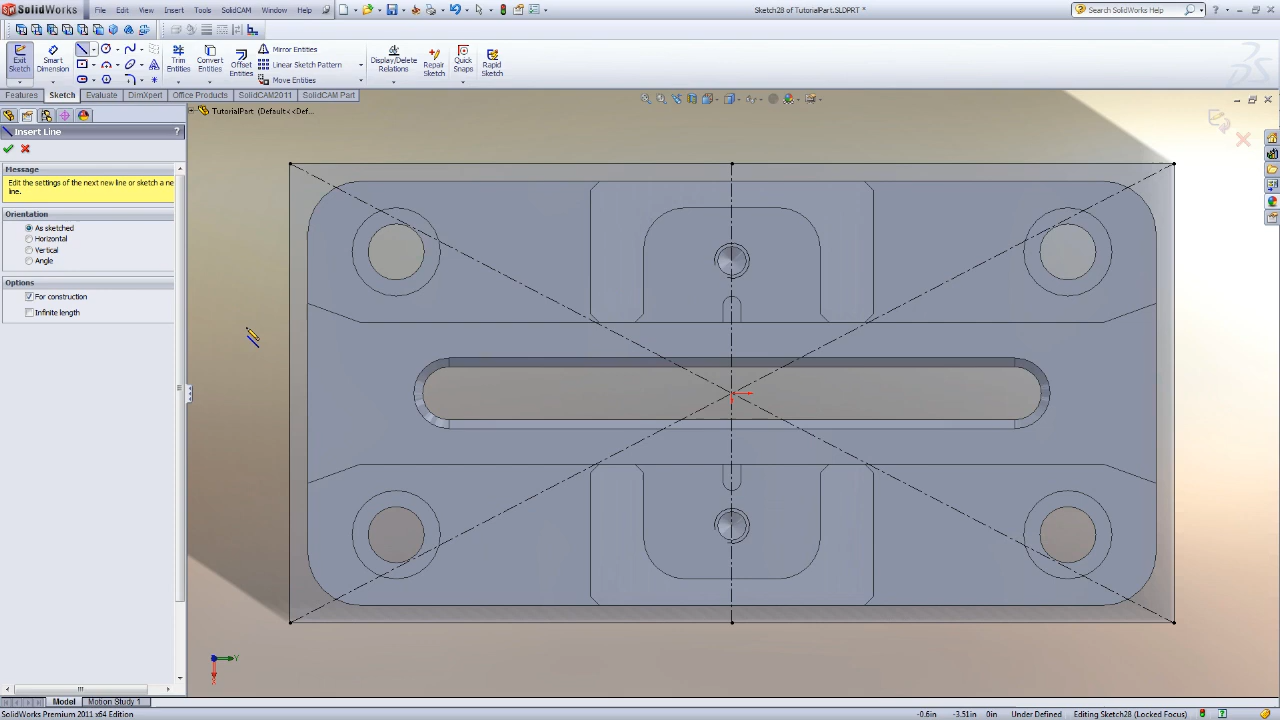 SolidWorks File Edit View Insert Tools SolidCAM Window Help
Sketch28 of TutorialPart.SLDPRT *
Search SolidWorks Help
Exit Sketch
Smart Dimension
Trim Entities
Convert Entities
Offset Entities
Mirror Entities
Linear Sketch Pattern
Move Entities
Display/Delete Relations
Repair Sketch
Quick Snaps
Rapid Sketch
Features Sketch Evaluate DimXpert Office Products SolidCAM2011 SolidCAM Part
TutorialPart (Default<<Def...
Insert Line ?
Message
Edit the settings of the next new line or sketch a ne
line.
Orientation
As sketched
Horizontal
Vertical
Angle
Options
For construction
Infinite length
Y
X
Model Motion Study 1
SolidWorks Premium 2011 x64 Edition -0.6in -3.51in 0in Under Defined Editing Sketch28 (Locked Focus)